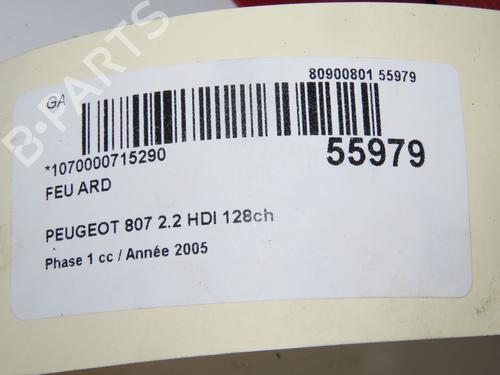 80900801 55979
GA
*1070000715290
55979
FEU ARD
PEUGEOT 807 2.2 HDI 128ch
Phase 1 cc / Année 2005
B-PARTS